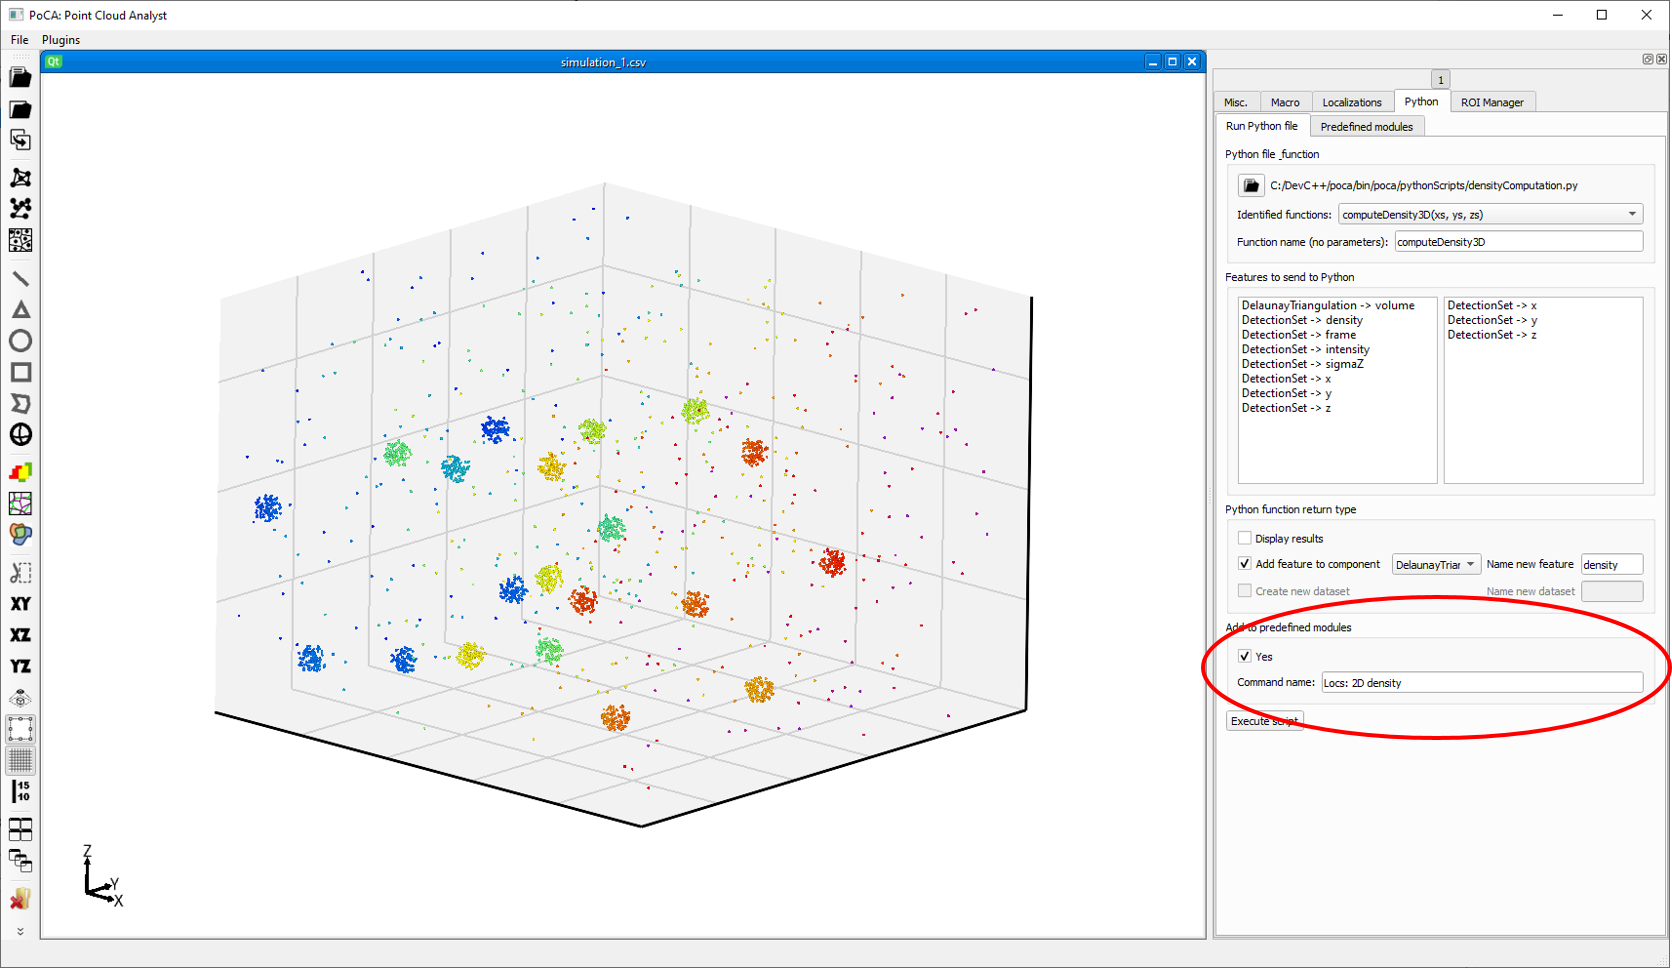 PoCA: Point Cloud Analyst
File Plugins
Qt simulation_1.csv
1
Misc. Macro Localizations Python ROI Manager
Run Python file Predefined modules
Python file _function
C:/DevC++/poca/bin/poca/pythonScripts/densityComputation.py
Identified functions: computeDensity3D(xs, ys, zs)
Function name (no parameters): computeDensity3D
Features to send to Python
DelaunayTriangulation -> volume
DetectionSet -> density
DetectionSet -> frame
DetectionSet -> intensity
DetectionSet -> sigmaZ
DetectionSet -> x
DetectionSet -> y
DetectionSet -> z
DetectionSet -> x
DetectionSet -> y
DetectionSet -> z
Python function return type
Display results
Add feature to component DelaunayTriar Name new feature density
Create new dataset Name new dataset
Add to predefined modules
Yes
Command name: Locs: 2D density
Execute script
XY
XZ
YZ
15
10
Z
Y
X